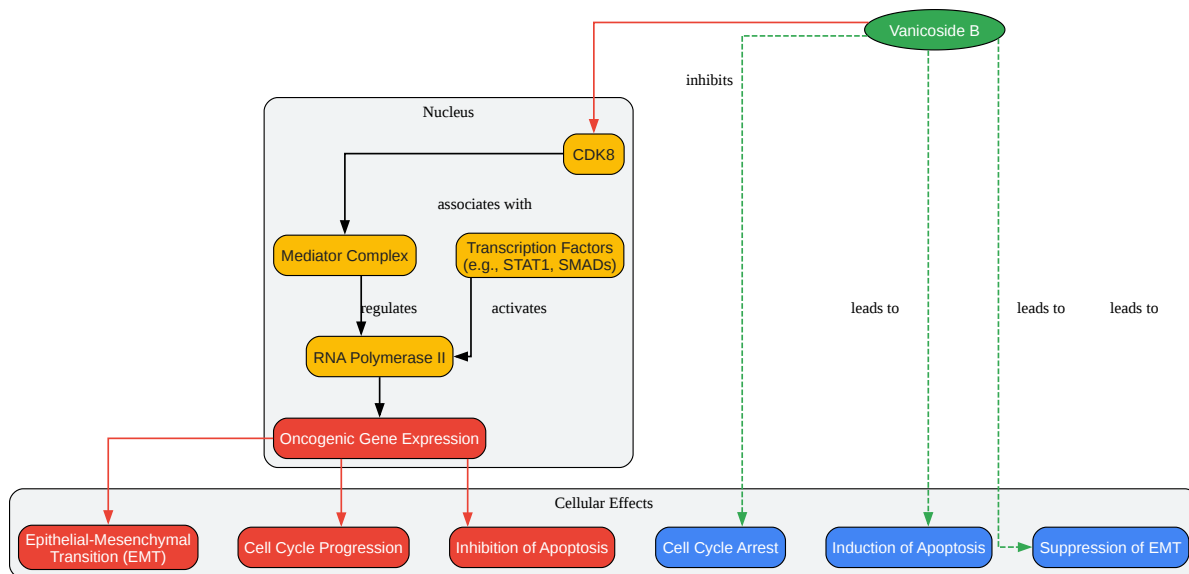 Vanicoside B
inhibits
Nucleus
CDK8
associates with
Mediator Complex
Transcription Factors
(e.g., STAT1, SMADs)
regulates
activates
leads to
leads to
leads to
RNA Polymerase II
Oncogenic Gene Expression
Cellular Effects
Epithelial-Mesenchymal
Transition (EMT)
Cell Cycle Progression
Inhibition of Apoptosis
Cell Cycle Arrest
Induction of Apoptosis
Suppression of EMT